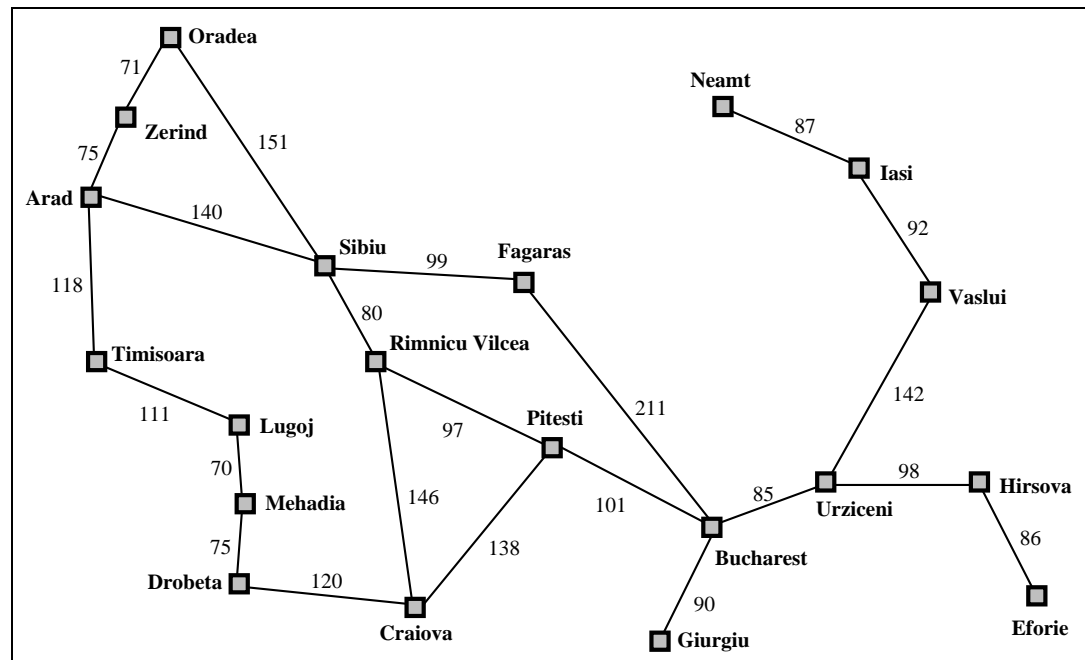 Oradea
71
Neamt
87
Zerind
151
75
Iasi
Arad
140
92
Sibiu
Fagaras
99
118
80
Vaslui
Timisoara
Rimnicu Vilcea
142
111
211
Pitesti
Lugoj
97
70
98
Hirsova
Mehadia
146
101
85
Urziceni
75
138
Bucharest
86
Drobeta
120
90
Craiova
Giurgiu
Eforie